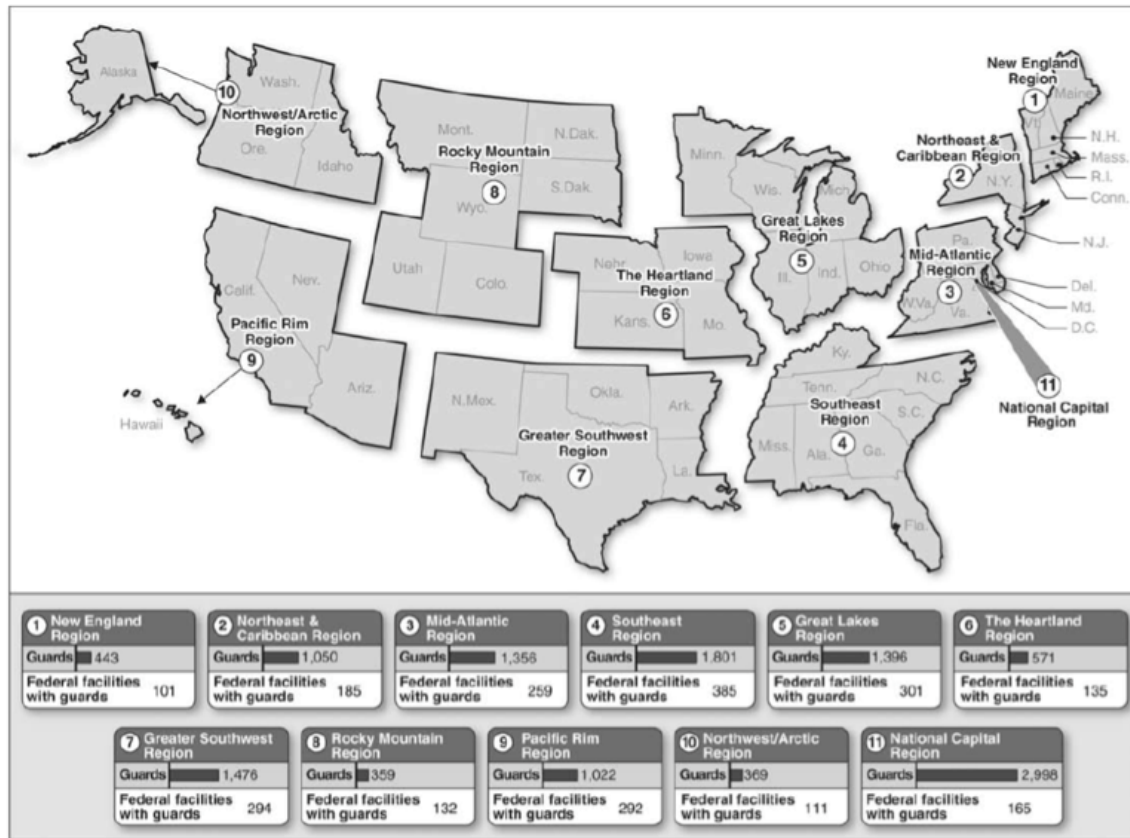 Alaska
10
Wash.
Northwest/Arctic
Region
Ore.
Idaho
Mont.
N.Dak.
Rocky Mountain
Region
8
S.Dak.
Wyo.
Utah
Colo.
Minn.
Wis.
Mich
Great Lakes
Region
5
Ill.
Ind.
Ohio
New England
Region
1
Maine
Vt.
N.H.
Mass.
R.I.
Conn.
Northeast &
Caribbean Region
2
N.Y.
N.J.
Pa.
Mid-Atlantic
Region
3
W.Va.
Va.
Del.
Md.
D.C.
11
National Capital
Region
Nebr.
Iowa
The Heartland
Region
6
Kans.
Mo.
Calif.
Nev.
Pacific Rim
Region
9
Ariz.
Hawaii
N.Mex.
Okla.
Ark.
Greater Southwest
Region
7
Tex.
La.
Ky.
Tenn.
N.C.
Southeast
Region
4
S.C.
Miss.
Ala.
Ga.
Fla.
1 New England
Region
Guards 443
Federal facilities
with guards 101
2 Northeast &
Caribbean Region
Guards 1,050
Federal facilities
with guards 185
3 Mid-Atlantic
Region
Guards 1,356
Federal facilities
with guards 259
4 Southeast
Region
Guards 1,801
Federal facilities
with guards 385
5 Great Lakes
Region
Guards 1,396
Federal facilities
with guards 301
6 The Heartland
Region
Guards 571
Federal facilities
with guards 135
7 Greater Southwest
Region
Guards 1,476
Federal facilities
with guards 294
8 Rocky Mountain
Region
Guards 359
Federal facilities
with guards 132
9 Pacific Rim
Region
Guards 1,022
Federal facilities
with guards 292
10 Northwest/Arctic
Region
Guards 369
Federal facilities
with guards 111
11 National Capital
Region
Guards 2,998
Federal facilities
with guards 165